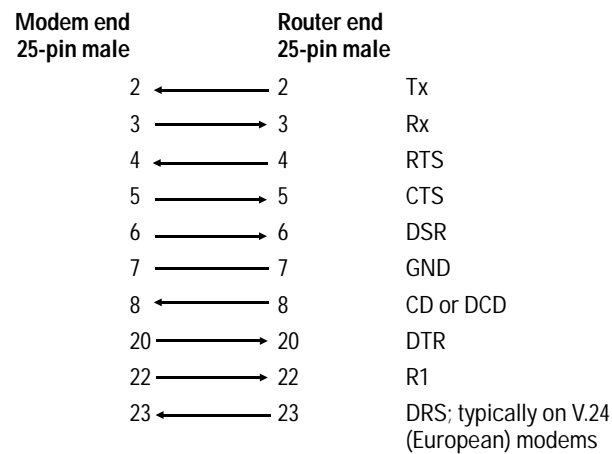 Modem end Router end
25-pin male 25-pin male
2 2 Tx
3 3 Rx
4 4 RTS
5 5 CTS
6 6 DSR
7 7 GND
8 8 CD or DCD
20 20 DTR
22 22 R1
23 23 DRS; typically on V.24
(European) modems